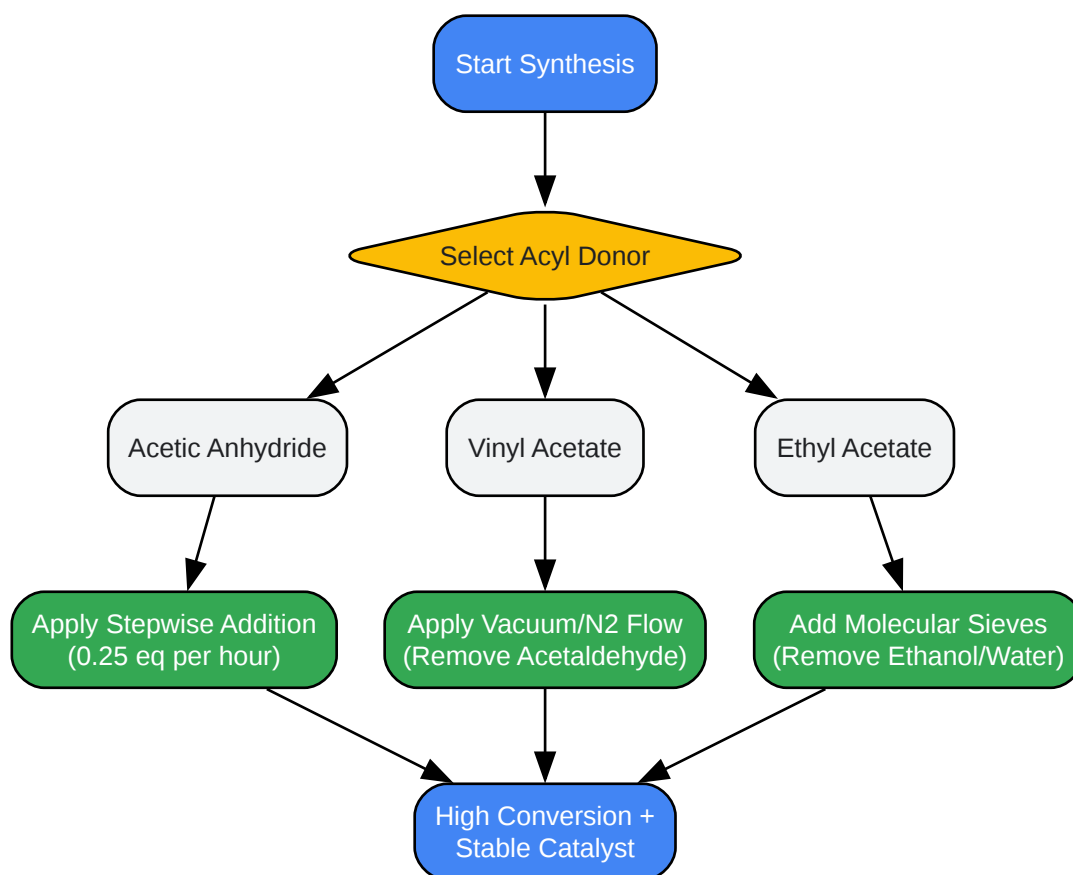 Start Synthesis
Select Acyl Donor
Acetic Anhydride
Vinyl Acetate
Ethyl Acetate
Apply Stepwise Addition
(0.25 eq per hour)
Apply Vacuum/N2 Flow
(Remove Acetaldehyde)
Add Molecular Sieves
(Remove Ethanol/Water)
High Conversion +
Stable Catalyst